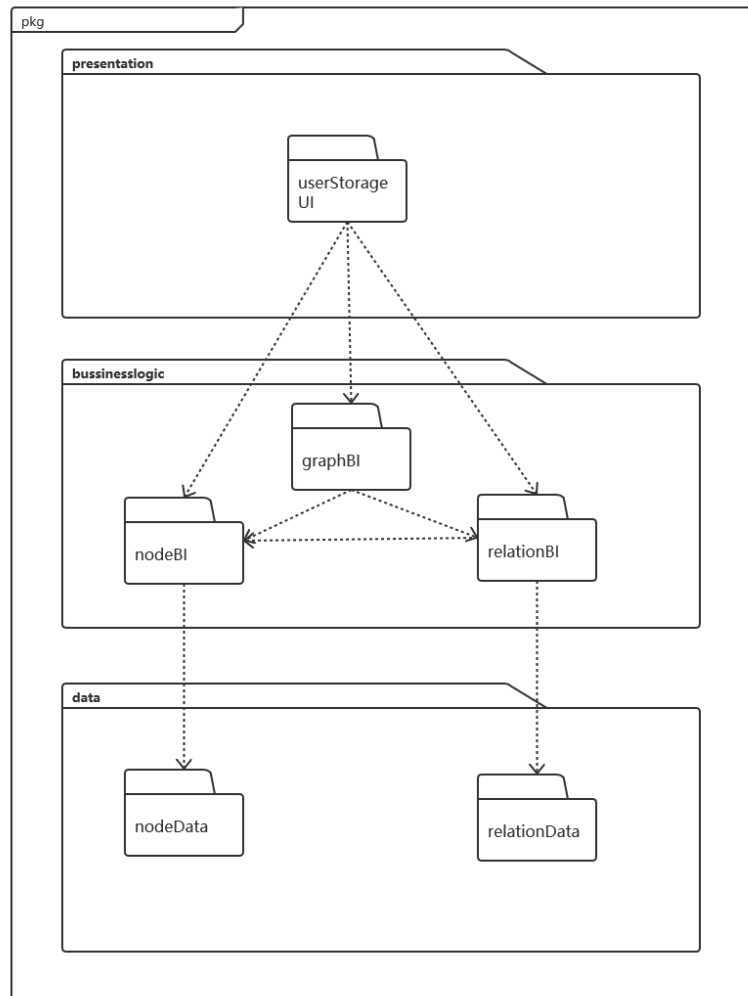 pkg
presentation
userStorage
UI
bussinesslogic
graphBI
nodeBI
relationBI
data
nodeData
relationData